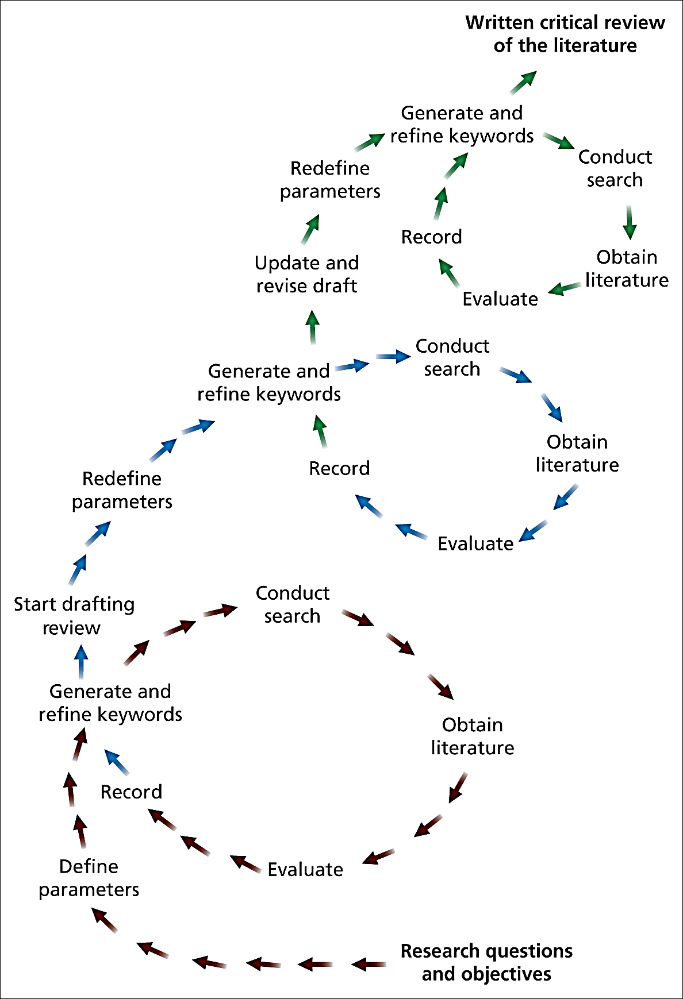 Written critical review
of the literature
Generate and
refine keywords
Conduct
search
Redefine
parameters
Record
Obtain
literature
Update and
revise draft
Evaluate
Conduct
search
Generate and
refine keywords
Obtain
literature
Record
Redefine
parameters
Evaluate
Conduct
search
Start drafting
review
Generate and
refine keywords
Obtain
literature
Record
Define
parameters
Evaluate
Research questions
and objectives